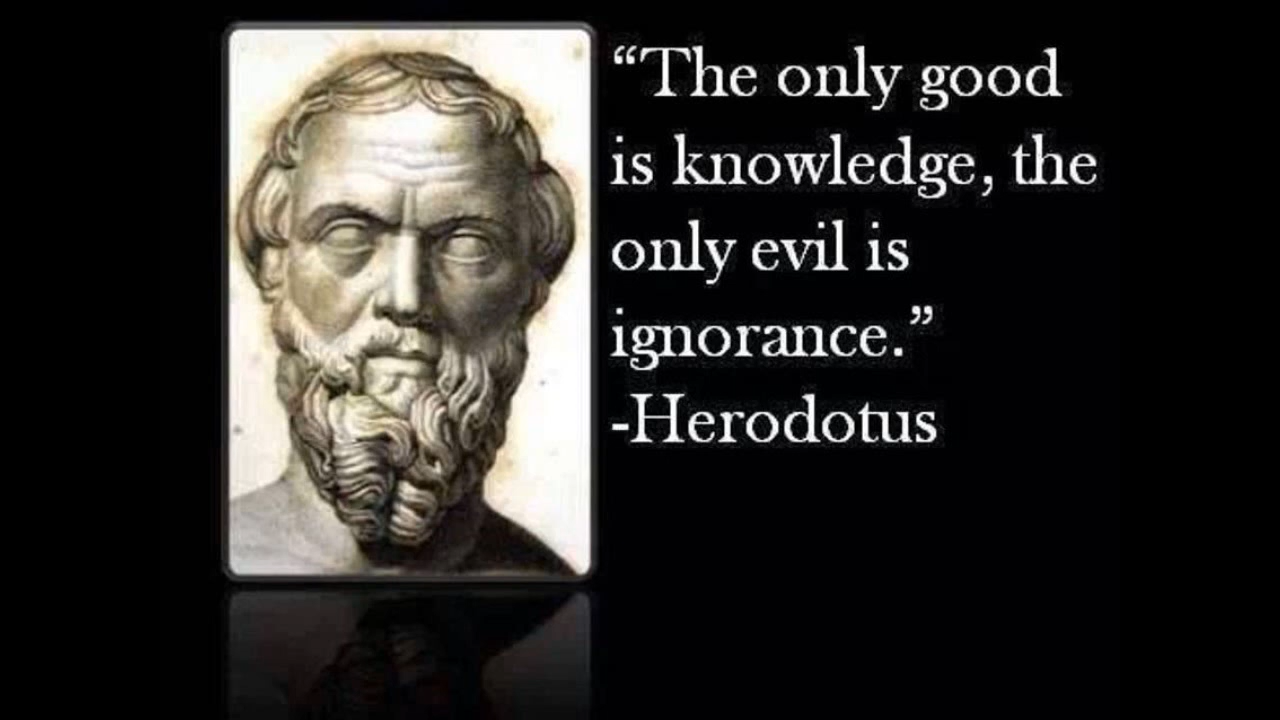 “The only good
is knowledge, the
only evil is
ignorance.”
-Herodotus